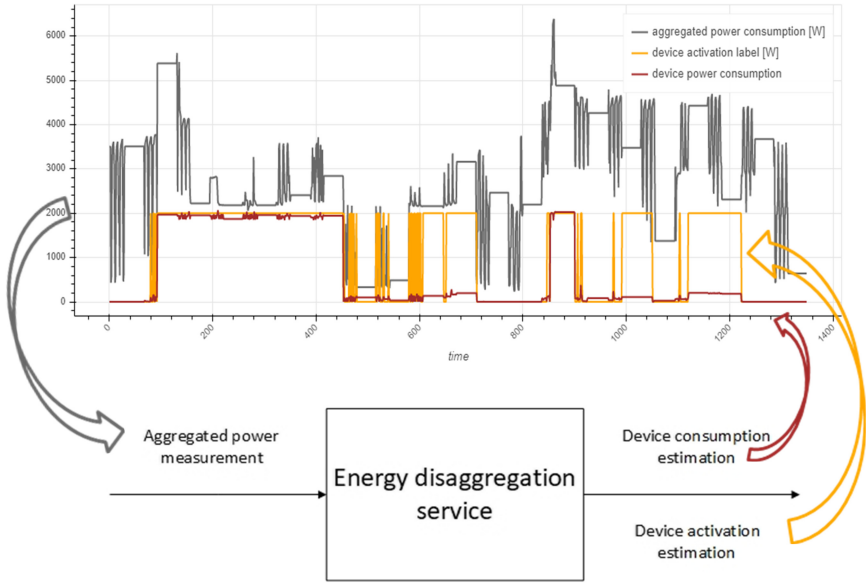 aggregated power consumption [W]
device activation label [W]
device power consumption
6000
5000
4000
3000
2000
1000
0
0
200
400
600
800
1000
1200
1400
time
Aggregated power
measurement
Energy disaggregation
service
Device consumption
estimation
Device activation
estimation